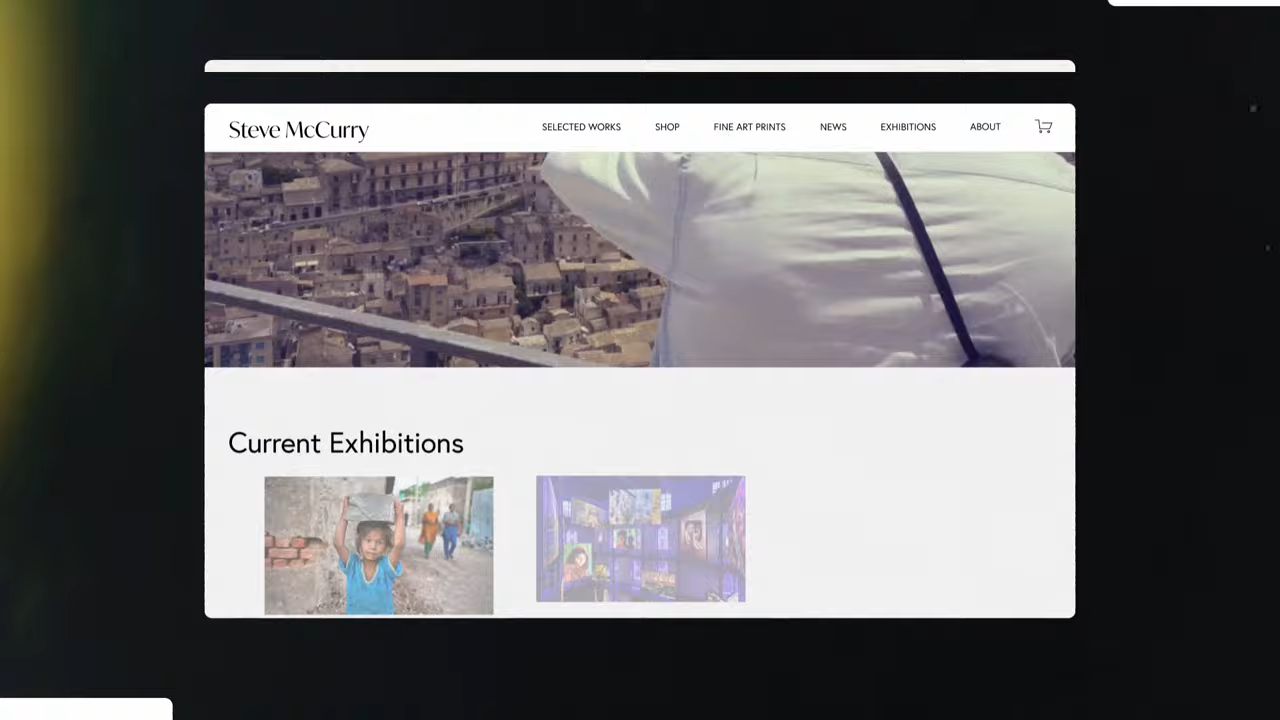 Steve McCurry
SELECTED WORKS SHOP FINE ART PRINTS NEWS EXHIBITIONS ABOUT
Current Exhibitions